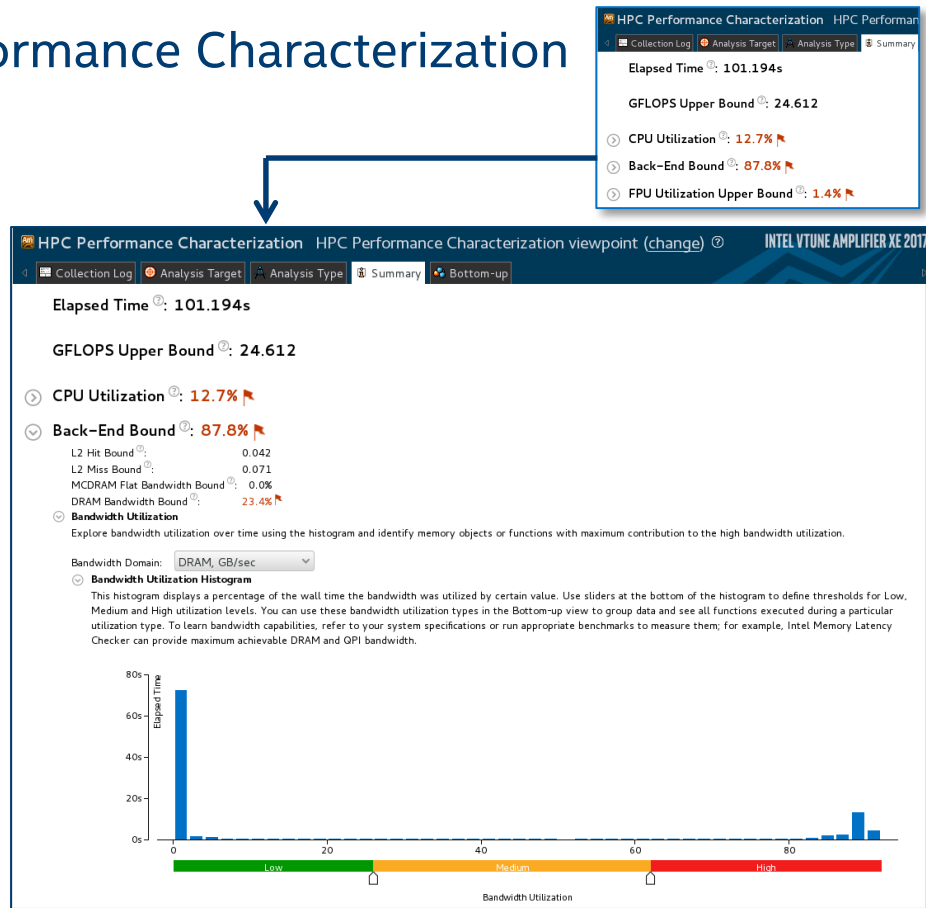 ormance Characterization
HPC Performance Characterization HPC Performan
Collection Log Analysis Target Analysis Type Summary
Elapsed Time ?: 101.194s
GFLOPS Upper Bound ?: 24.612
CPU Utilization ?: 12.7%
Back-End Bound ?: 87.8%
FPU Utilization Upper Bound ?: 1.4%
HPC Performance Characterization HPC Performance Characterization viewpoint (change) ? INTEL VTUNE AMPLIFIER XE 2017
Collection Log Analysis Target Analysis Type Summary Bottom-up
Elapsed Time ?: 101.194s
GFLOPS Upper Bound ?: 24.612
CPU Utilization ?: 12.7%
Back-End Bound ?: 87.8%
L2 Hit Bound ?: 0.042
L2 Miss Bound ?: 0.071
MCDRAM Flat Bandwidth Bound ?: 0.0%
DRAM Bandwidth Bound ?: 23.4%
Bandwidth Utilization
Explore bandwidth utilization over time using the histogram and identify memory objects or functions with maximum contribution to the high bandwidth utilization.
Bandwidth Domain: DRAM, GB/sec
Bandwidth Utilization Histogram
This histogram displays a percentage of the wall time the bandwidth was utilized by certain value. Use sliders at the bottom of the histogram to define thresholds for Low,
Medium and High utilization levels. You can use these bandwidth utilization types in the Bottom-up view to group data and see all functions executed during a particular
utilization type. To learn bandwidth capabilities, refer to your system specifications or run appropriate benchmarks to measure them; for example, Intel Memory Latency
Checker can provide maximum achievable DRAM and QPI bandwidth.
80s
Elapsed Time
60s
40s
20s
0s
0 20 40 60 80
Low Medium High
Bandwidth Utilization